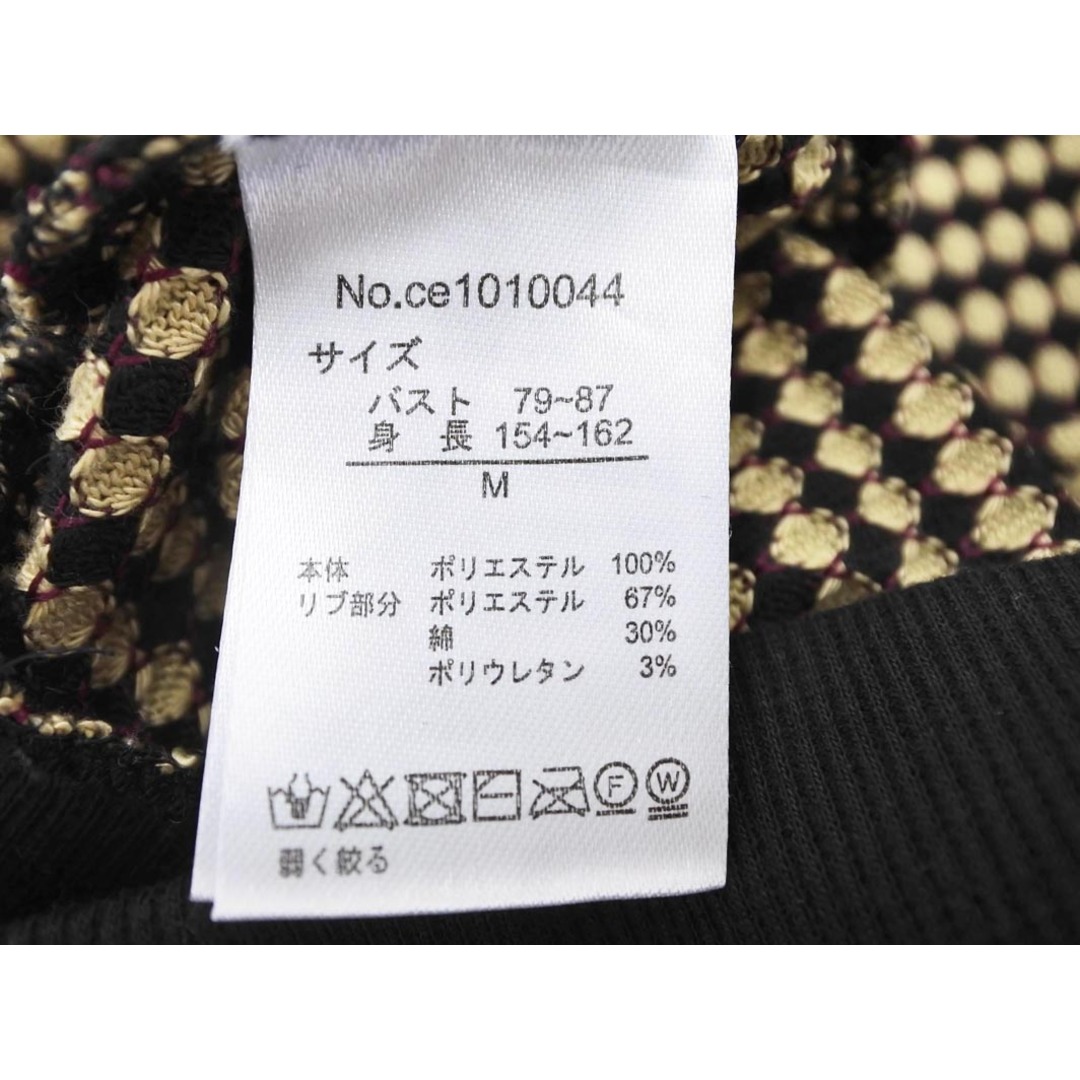 No.ce1010044
サイズ
バスト 79~87
身 長 154~162
M
本体 ポリエステル 100%
リブ部分 ポリエステル 67%
綿 30%
ポリウレタン 3%
F W
弱く絞る